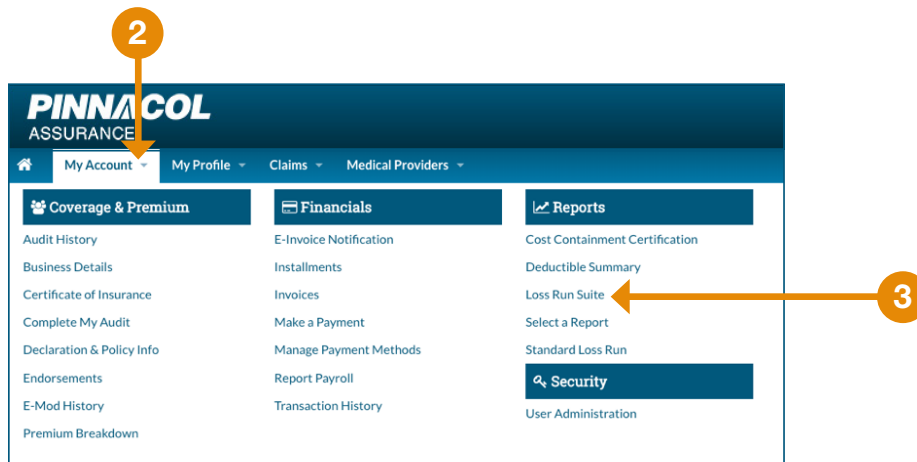 2
PINNACOL
ASSURANCE
My Account My Profile Claims Medical Providers
Coverage & Premium
Audit History
Business Details
Certificate of Insurance
Complete My Audit
Declaration & Policy Info
Endorsements
E-Mod History
Premium Breakdown
Financials
E-Invoice Notification
Installments
Invoices
Make a Payment
Manage Payment Methods
Report Payroll
Transaction History
Reports
Cost Containment Certification
Deductible Summary
Loss Run Suite
3
Select a Report
Standard Loss Run
Security
User Administration